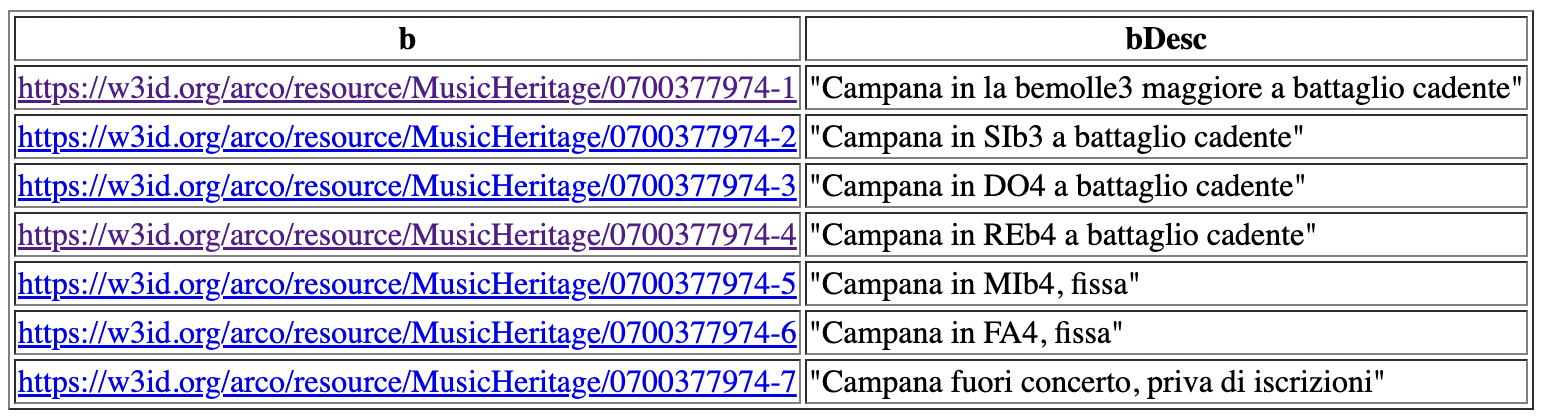 b bDesc
https://w3id.org/arco/resource/MusicHeritage/0700377974-1 "Campana in la bemolle3 maggiore a battaglio cadente"
https://w3id.org/arco/resource/MusicHeritage/0700377974-2 "Campana in SIb3 a battaglio cadente"
https://w3id.org/arco/resource/MusicHeritage/0700377974-3 "Campana in DO4 a battaglio cadente"
https://w3id.org/arco/resource/MusicHeritage/0700377974-4 "Campana in REb4 a battaglio cadente"
https://w3id.org/arco/resource/MusicHeritage/0700377974-5 "Campana in MIb4, fissa"
https://w3id.org/arco/resource/MusicHeritage/0700377974-6 "Campana in FA4, fissa"
https://w3id.org/arco/resource/MusicHeritage/0700377974-7 "Campana fuori concerto, priva di iscrizioni"